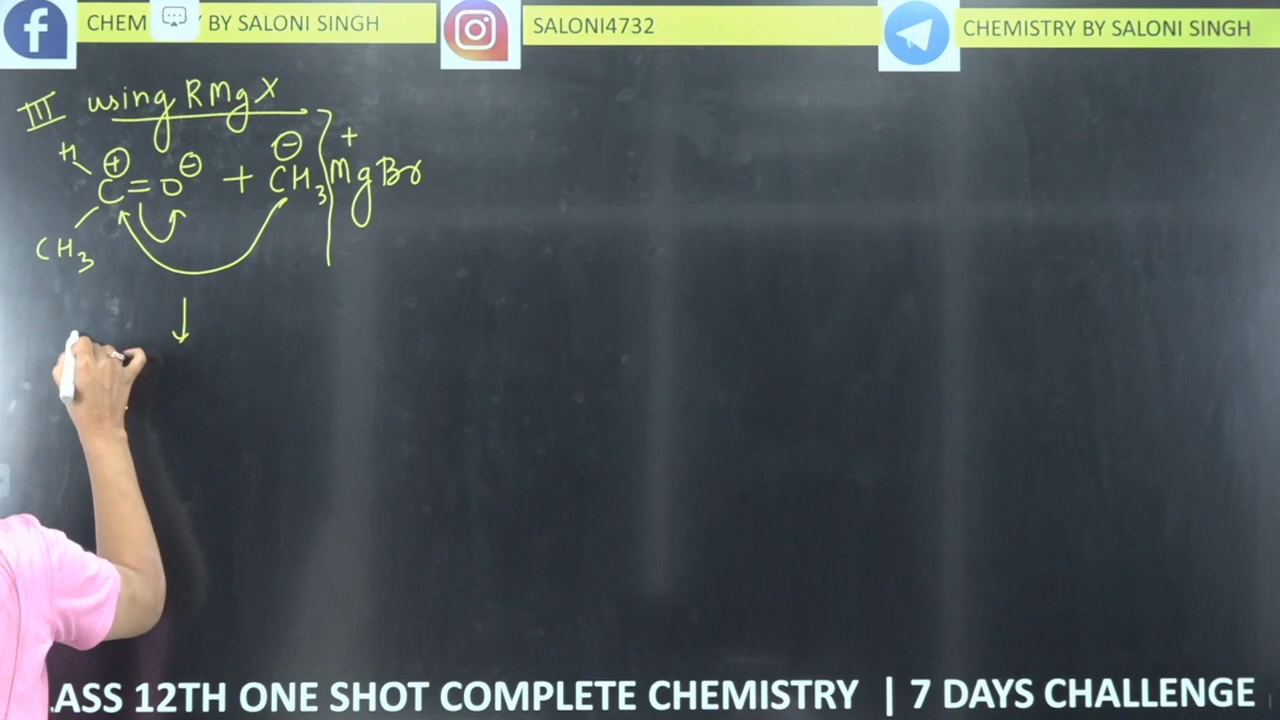 CHEM Y BY SALONI SINGH
SALONI4732
CHEMISTRY BY SALONI SINGH
III using RMgX
H
⊕ ⊖ ⊖ +
C=O + CH3 MgBr
CH3
ASS 12TH ONE SHOT COMPLETE CHEMISTRY | 7 DAYS CHALLENGE